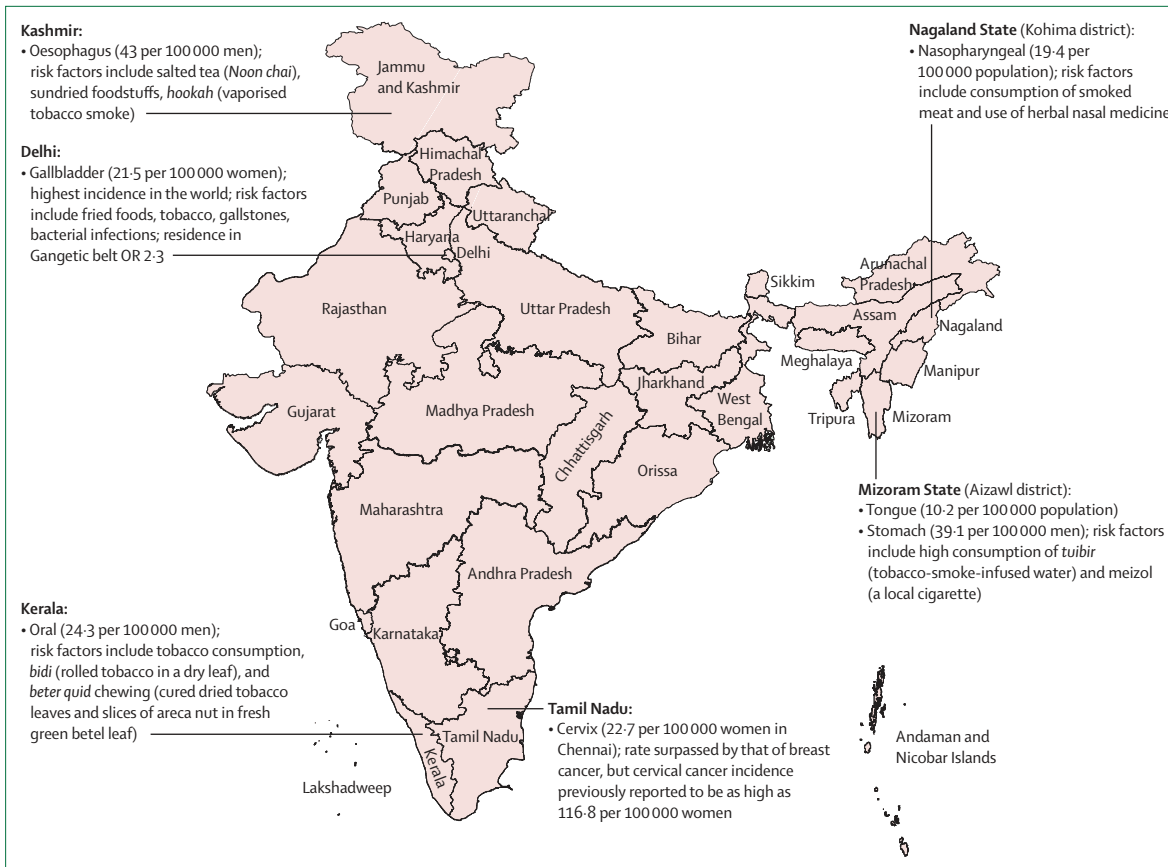 Kashmir:
• Oesophagus (43 per 100 000 men);
risk factors include salted tea (Noon chai),
sundried foodstuffs, hookah (vaporised
tobacco smoke)
Delhi:
• Gallbladder (21·5 per 100 000 women);
highest incidence in the world; risk factors
include fried foods, tobacco, gallstones,
bacterial infections; residence in
Gangetic belt OR 2·3
Nagaland State (Kohima district):
• Nasopharyngeal (19·4 per
100 000 population); risk factors
include consumption of smoked
meat and use of herbal nasal medicine
Jammu
and Kashmir
Himachal
Pradesh
Punjab
Uttaranchal
Haryana
Delhi
Rajasthan
Uttar Pradesh
Bihar
Sikkim
Arunachal
Pradesh
Assam
Nagaland
Meghalaya
Manipur
Tripura
Mizoram
Gujarat
Madhya Pradesh
Jharkhand
West
Bengal
Chhattisgarh
Orissa
Maharashtra
Andhra Pradesh
Goa
Karnataka
Mizoram State (Aizawl district):
• Tongue (10·2 per 100 000 population)
• Stomach (39·1 per 100 000 men); risk factors
include high consumption of tuibir
(tobacco-smoke-infused water) and meizol
(a local cigarette)
Kerala:
• Oral (24·3 per 100 000 men);
risk factors include tobacco consumption,
bidi (rolled tobacco in a dry leaf), and
beter quid chewing (cured dried tobacco
leaves and slices of areca nut in fresh
green betel leaf)
Lakshadweep
Kerala
Tamil Nadu
Tamil Nadu:
• Cervix (22·7 per 100 000 women in
Chennai); rate surpassed by that of breast
cancer, but cervical cancer incidence
previously reported to be as high as
116·8 per 100 000 women
Andaman and
Nicobar Islands